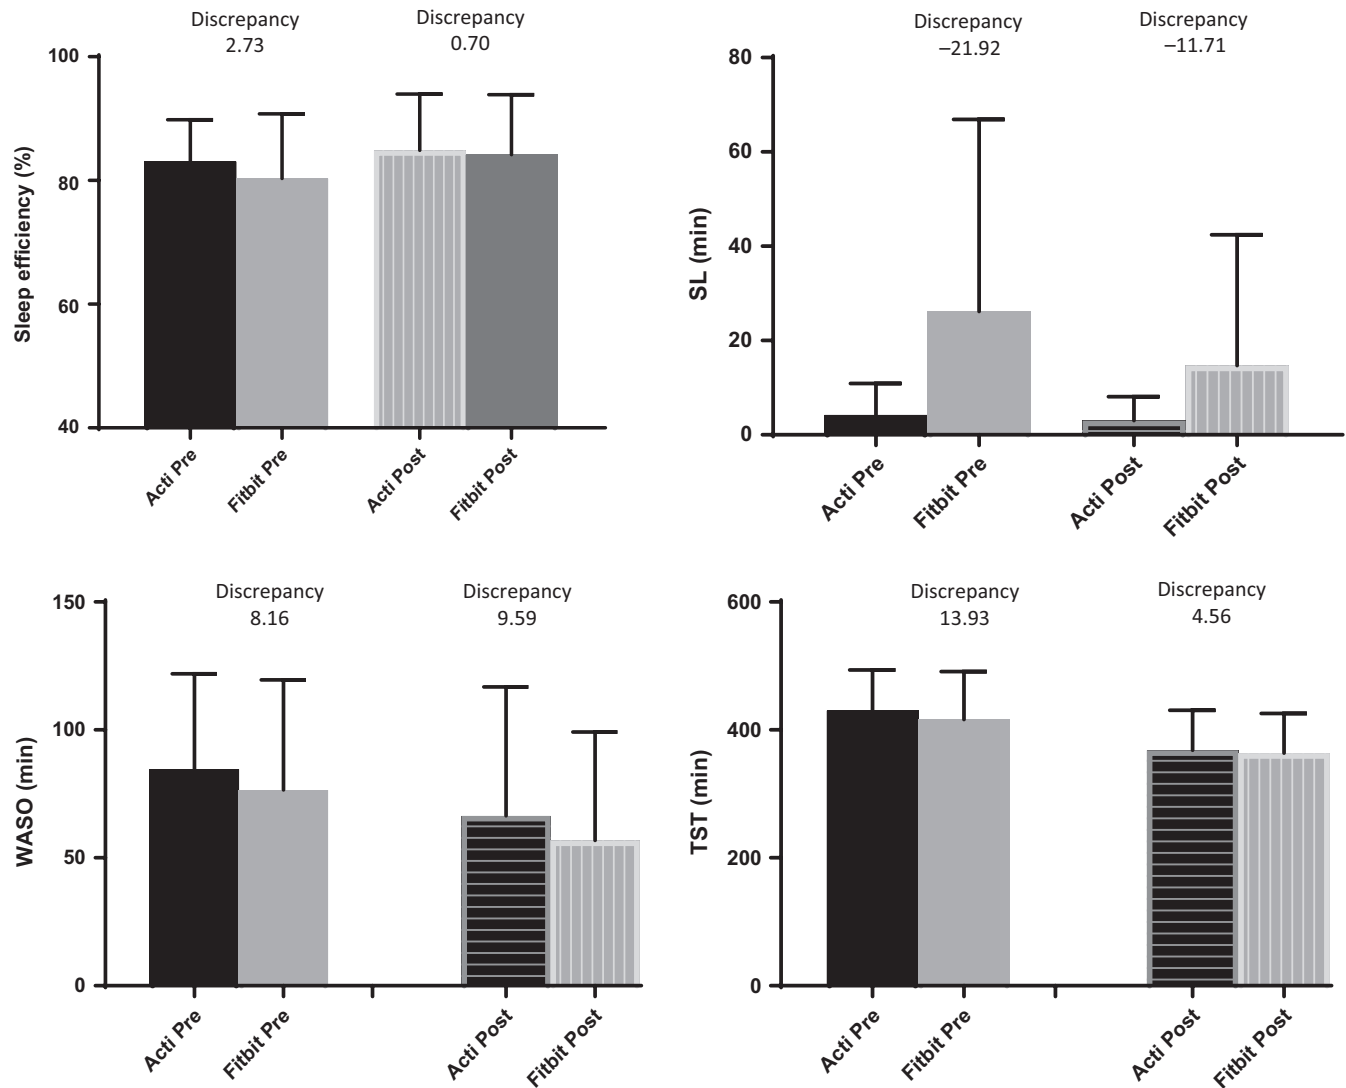 Discrepancy
2.73
Discrepancy
0.70
100
80
60
40
Sleep efficiency (%)
Acti Pre
Fitbit Pre
Acti Post
Fitbit Post
Discrepancy
–21.92
Discrepancy
–11.71
80
60
40
20
0
SL (min)
Acti Pre
Fitbit Pre
Acti Post
Fitbit Post
Discrepancy
8.16
Discrepancy
9.59
150
100
50
0
WASO (min)
Acti Pre
Fitbit Pre
Acti Post
Fitbit Post
Discrepancy
13.93
Discrepancy
4.56
600
400
200
0
TST (min)
Acti Pre
Fitbit Pre
Acti Post
Fitbit Post